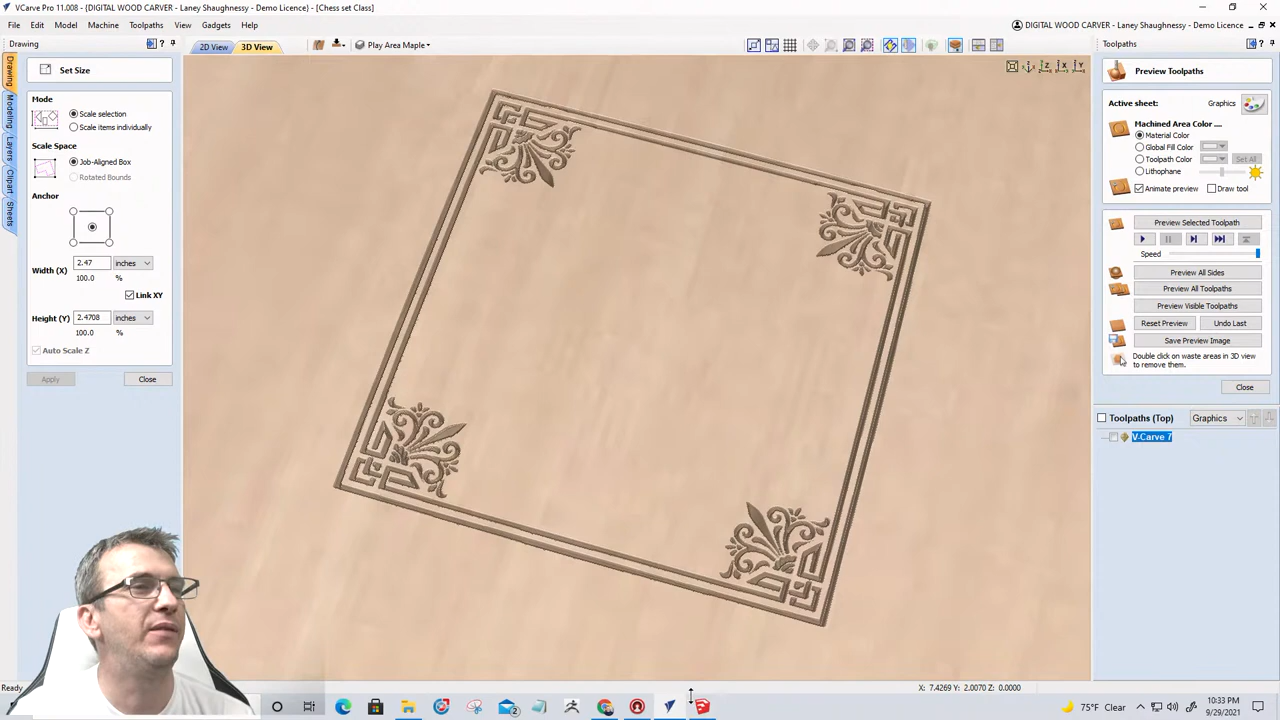 VCarve Pro 11.008 - {DIGITAL WOOD CARVER - Laney Shaughnessy - Demo Licence} - [Chess set Class]
File Edit Model Machine Toolpaths View Gadgets Help
DIGITAL WOOD CARVER - Laney Shaughnessy - Demo Licence
Drawing
2D View 3D View Play Area Maple
Toolpaths
Set Size
Mode
Scale selection
Scale items individually
Scale Space
Job-Aligned Box
Rotated Bounds
Anchor
Width (X) 2.47 inches
100.0 %
Link XY
Height (Y) 2.4708 inches
100.0 %
Auto Scale Z
Apply Close
Drawing
Modeling
Layers
Clipart
Sheets
X Y
Preview Toolpaths
Active sheet: Graphics
Machined Area Color ....
Material Color
Global Fill Color
Toolpath Color Set All
Lithophane
Animate preview Draw tool
Preview Selected Toolpath
Speed
Preview All Sides
Preview All Toolpaths
Preview Visible Toolpaths
Reset Preview Undo Last
Save Preview Image
Double click on waste areas in 3D view
to remove them.
Close
Toolpaths (Top) Graphics
V-Carve 7
Ready
X: 7.4269 Y: 2.0070 Z: 0.0000
75°F Clear
10:33 PM
9/29/2021